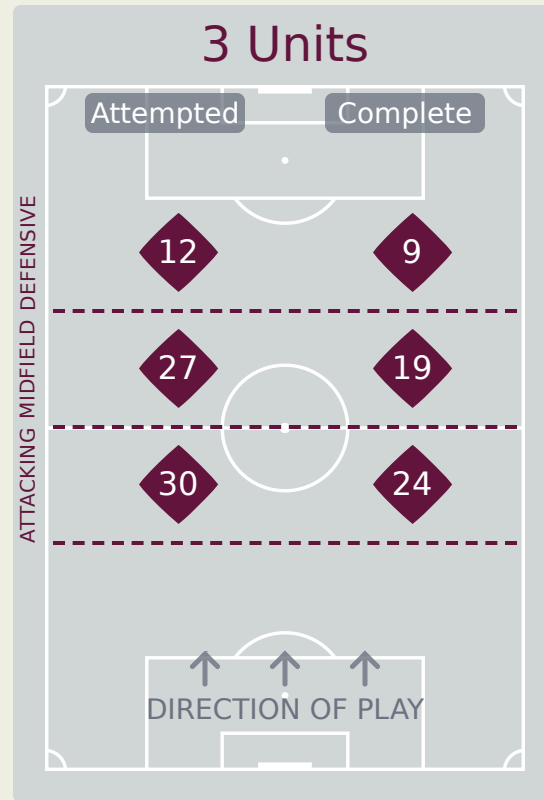 3 Units
Attempted Complete
12 9
27 19
30 24
ATTACKING MIDFIELD DEFENSIVE
DIRECTION OF PLAY